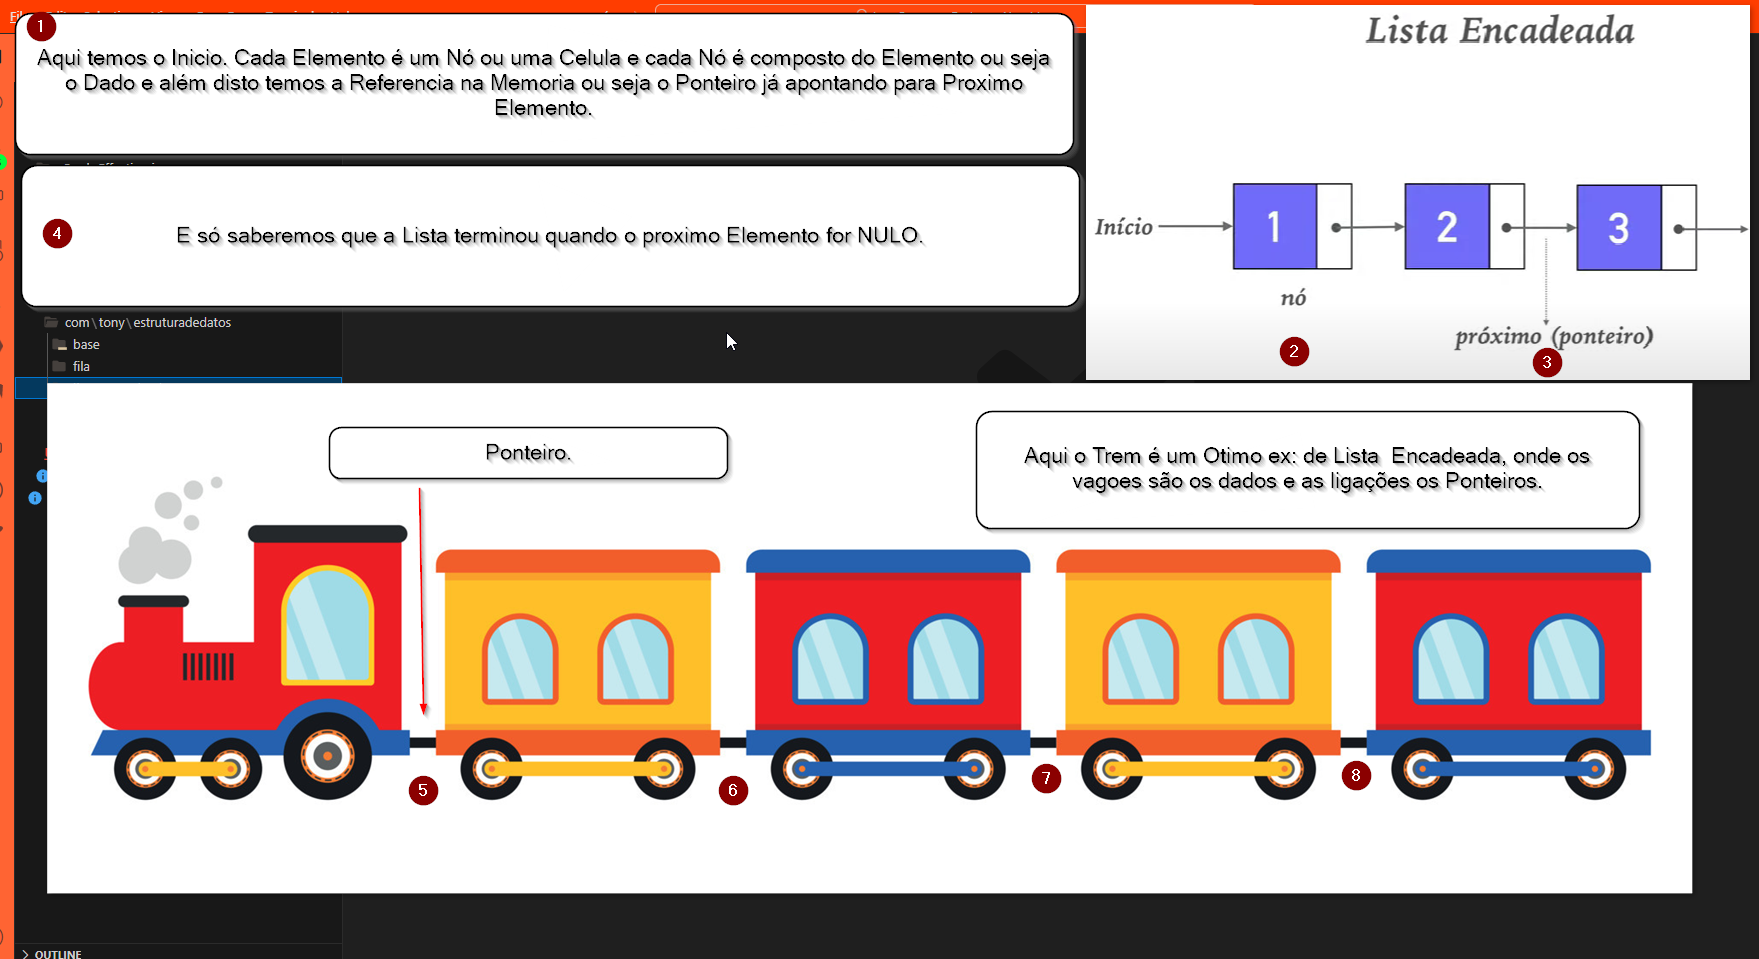 1
Aqui temos o Inicio. Cada Elemento é um Nó ou uma Celula e cada Nó é composto do Elemento ou seja
o Dado e além disto temos a Referencia na Memoria ou seja o Ponteiro já apontando para Proximo
Elemento.
4
E só saberemos que a Lista terminou quando o proximo Elemento for NULO.
Lista Encadeada
Início
1
2
3
nó
próximo (ponteiro)
2
3
com\tony\estruturadedatos
base
fila
Ponteiro.
Aqui o Trem é um Otimo ex: de Lista Encadeada, onde os
vagoes são os dados e as ligações os Ponteiros.
5
6
7
8
OUTLINE